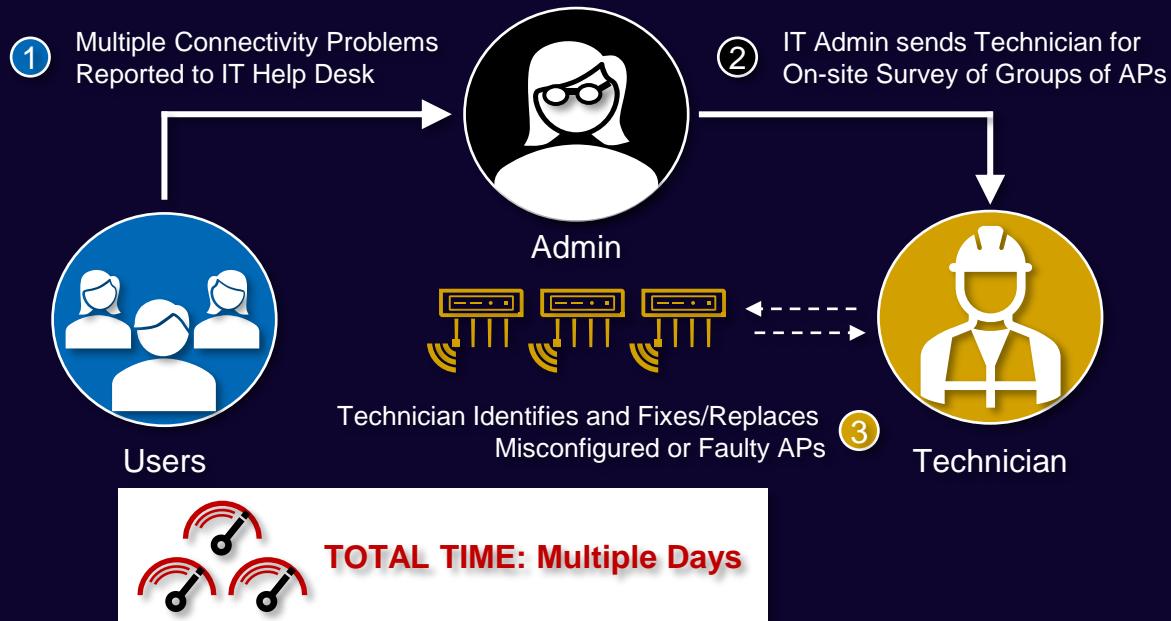 1
Multiple Connectivity Problems
Reported to IT Help Desk
2
IT Admin sends Technician for
On-site Survey of Groups of APs
Admin
Technician Identifies and Fixes/Replaces
Misconfigured or Faulty APs
3
Users
Technician
TOTAL TIME: Multiple Days